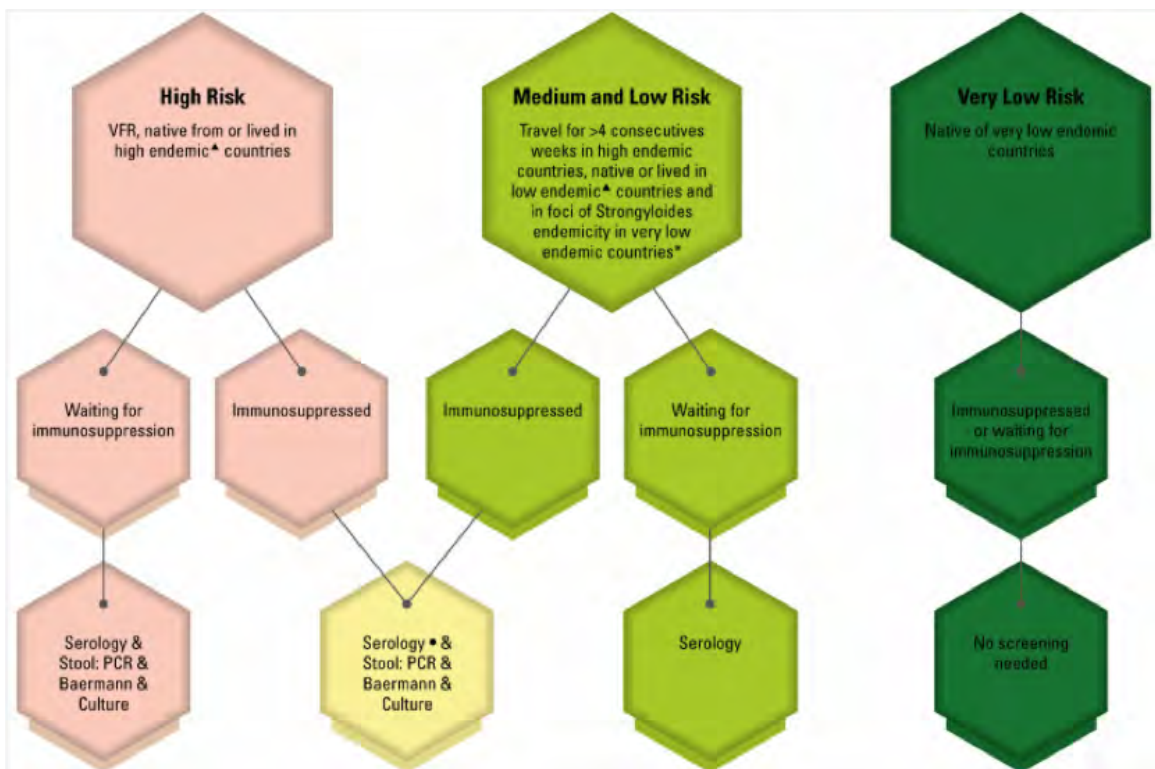 High Risk
VFR, native from or lived in
high endemic▲ countries
Medium and Low Risk
Travel for >4 consecutives
weeks in high endemic
countries, native or lived in
low endemic▲ countries and
in foci of Strongyloides
endemicity in very low
endemic countries*
Very Low Risk
Native of very low endemic
countries
Waiting for
immunosuppression
Immunosuppressed
Immunosuppressed
Waiting for
immunosuppression
Immunosuppressed
or waiting for
immunosuppression
Serology &
Stool: PCR &
Baermann &
Culture
Serology ● &
Stool: PCR &
Baermann &
Culture
Serology
No screening
needed